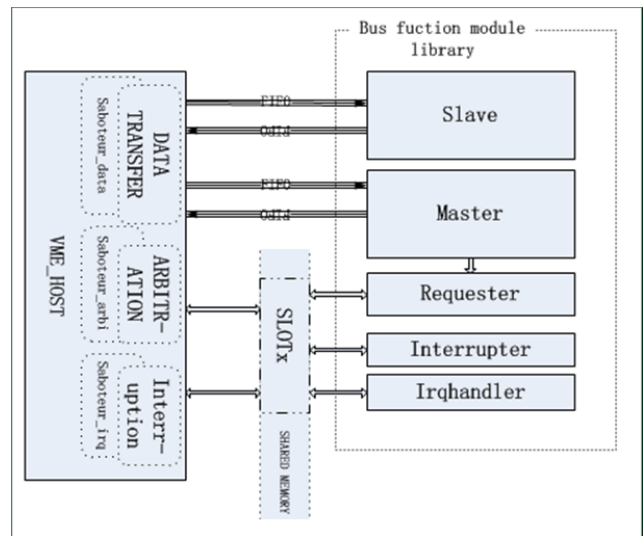 Bus fuction module
library
VME_HOST
Saboteur_data
DATA
TRANSFER
Saboteur_arbi
ARBITR-
ATION
Saboteur_irq
Interr-
uption
FIFO
FIFO
FIFO
FIFO
SLOTx
SHARED MEMORY
Slave
Master
Requester
Interrupter
Irqhandler